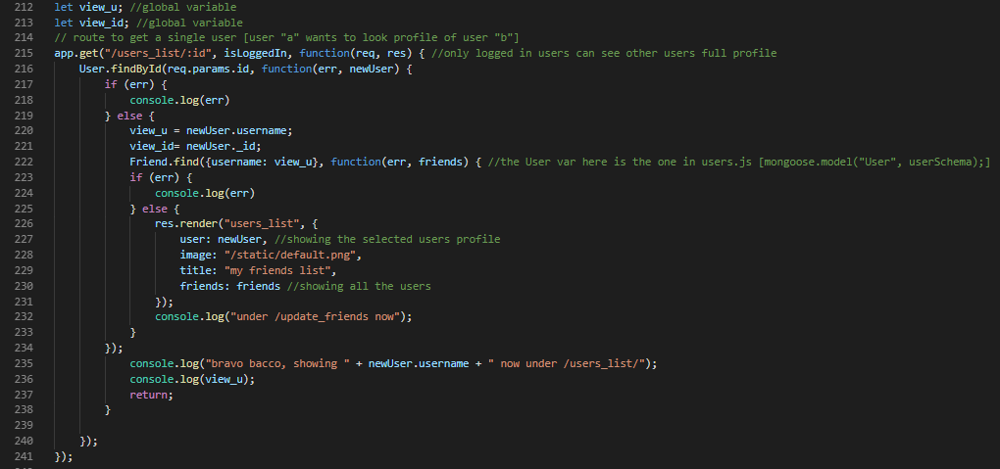 212 let view_u; //global variable
213 let view_id; //global variable
214 // route to get a single user [user "a" wants to look profile of user "b"]
215 app.get("/users_list/:id", isLoggedIn, function(req, res) { //only logged in users can see other users full profile
216 User.findById(req.params.id, function(err, newUser) {
217 if (err) {
218 console.log(err)
219 } else {
220 view_u = newUser.username;
221 view_id= newUser._id;
222 Friend.find({username: view_u}, function(err, friends) { //the User var here is the one in users.js [mongoose.model("User", userSchema);]
223 if (err) {
224 console.log(err)
225 } else {
226 res.render("users_list", {
227 user: newUser, //showing the selected users profile
228 image: "/static/default.png",
229 title: "my friends list",
230 friends: friends //showing all the users
231 });
232 console.log("under /update_friends now");
233 }
234 });
235 console.log("bravo bacco, showing " + newUser.username + " now under /users_list/");
236 console.log(view_u);
237 return;
238 }
239
240 });
241 });